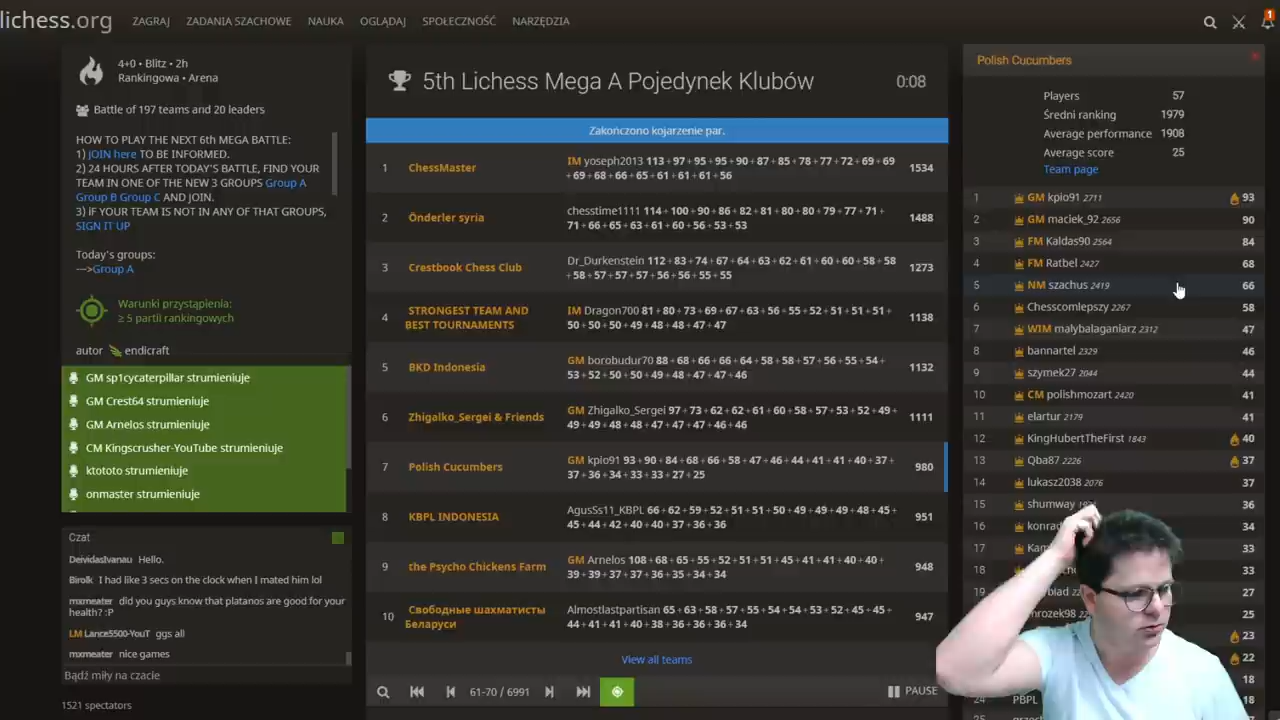 lichess.org ZAGRAJ ZADANIA SZACHOWE NAUKA OGLĄDAJ SPOŁECZNOŚĆ NARZĘDZIA 1
4+0 • Blitz • 2h
Rankingowa • Arena
Battle of 197 teams and 20 leaders
HOW TO PLAY THE NEXT 6th MEGA BATTLE:
1) JOIN here TO BE INFORMED.
2) 24 HOURS AFTER TODAY'S BATTLE, FIND YOUR
TEAM IN ONE OF THE NEW 3 GROUPS Group A
Group B Group C AND JOIN.
3) IF YOUR TEAM IS NOT IN ANY OF THAT GROUPS,
SIGN IT UP
Today's groups:
--->Group A
Warunki przystąpienia:
≥ 5 partii rankingowych
autor endicraft
GM sp1cycaterpillar strumieniuje
GM Crest64 strumieniuje
GM Arnelos strumieniuje
CM Kingscrusher-YouTube strumieniuje
ktototo strumieniuje
onmaster strumieniuje
Czat
DeividasIvanau Hello.
Birolk I had like 3 secs on the clock when I mated him lol
mxmeater did you guys know that platanos are good for your
health? :P
LM Lance5500-YouT ggs all
mxmeater nice games
Bądź miły na czacie
1521 spectators
5th Lichess Mega A Pojedynek Klubów 0:08
Zakończono kojarzenie par.
1 ChessMaster IM yoseph2013 113 + 97 + 95 + 95 + 90 + 87 + 85 + 78 + 77 + 72 + 69 + 69 1534
+ 69 + 68 + 66 + 65 + 61 + 61 + 61 + 56
2 Önderler syria chesstime1111 114 + 100 + 90 + 86 + 82 + 81 + 80 + 80 + 79 + 77 + 71 + 1488
71 + 66 + 65 + 63 + 61 + 60 + 56 + 53 + 53
3 Crestbook Chess Club Dr_Durkenstein 112 + 83 + 74 + 67 + 64 + 63 + 62 + 61 + 60 + 60 + 58 + 58 1273
+ 58 + 57 + 57 + 57 + 56 + 56 + 55 + 55
4 STRONGEST TEAM AND IM Dragon700 81 + 80 + 73 + 69 + 67 + 63 + 56 + 55 + 52 + 51 + 51 + 51 1138
BEST TOURNAMENTS + 50 + 50 + 50 + 49 + 48 + 48 + 47 + 47
5 BKD Indonesia GM borobudur70 88 + 68 + 66 + 66 + 64 + 58 + 58 + 57 + 56 + 55 + 54 + 1132
53 + 52 + 50 + 50 + 49 + 48 + 47 + 47 + 46
6 Zhigalko_Sergei & Friends GM Zhigalko_Sergei 97 + 73 + 62 + 62 + 61 + 60 + 58 + 57 + 53 + 52 + 49 + 1111
49 + 49 + 48 + 48 + 47 + 47 + 47 + 46 + 46
7 Polish Cucumbers GM kpio91 93 + 90 + 84 + 68 + 66 + 58 + 47 + 46 + 44 + 41 + 41 + 40 + 37 + 980
37 + 36 + 34 + 33 + 33 + 27 + 25
8 KBPL INDONESIA AgusSs11_KBPL 66 + 62 + 59 + 52 + 51 + 51 + 50 + 49 + 49 + 49 + 48 + 45 + 951
45 + 44 + 42 + 40 + 40 + 37 + 36 + 36
9 the Psycho Chickens Farm GM Arnelos 108 + 68 + 65 + 55 + 52 + 51 + 51 + 45 + 41 + 40 + 40 + 948
39 + 39 + 39 + 37 + 37 + 36 + 35 + 34 + 34
10 Свободные шахматисты Almostlastpartisan 65 + 63 + 58 + 57 + 55 + 54 + 54 + 53 + 52 + 45 + 45 + 947
Беларуси 44 + 41 + 41 + 40 + 38 + 36 + 36 + 36 + 34
View all teams
61-70 / 6991 PAUSE
Polish Cucumbers
Players 57
Średni ranking 1979
Average performance 1908
Average score 25
Team page
1 GM kpio91 2711 93
2 GM maciek_92 2656 90
3 FM Kaldas90 2564 84
4 FM Ratbel 2427 68
5 NM szachus 2419 66
6 Chesscomlepszy 2267 58
7 WIM malybalaganiarz 2312 47
8 bannartel 2329 46
9 szymek27 2044 44
10 CM polishmozart 2420 41
11 elartur 2179 41
12 KingHubertTheFirst 1843 40
13 Qba87 2226 37
14 lukasz2038 2076 37
15 shumway 36
16 34
17 33
18 33
19 27
25
23
22
18
24 PBPL 18